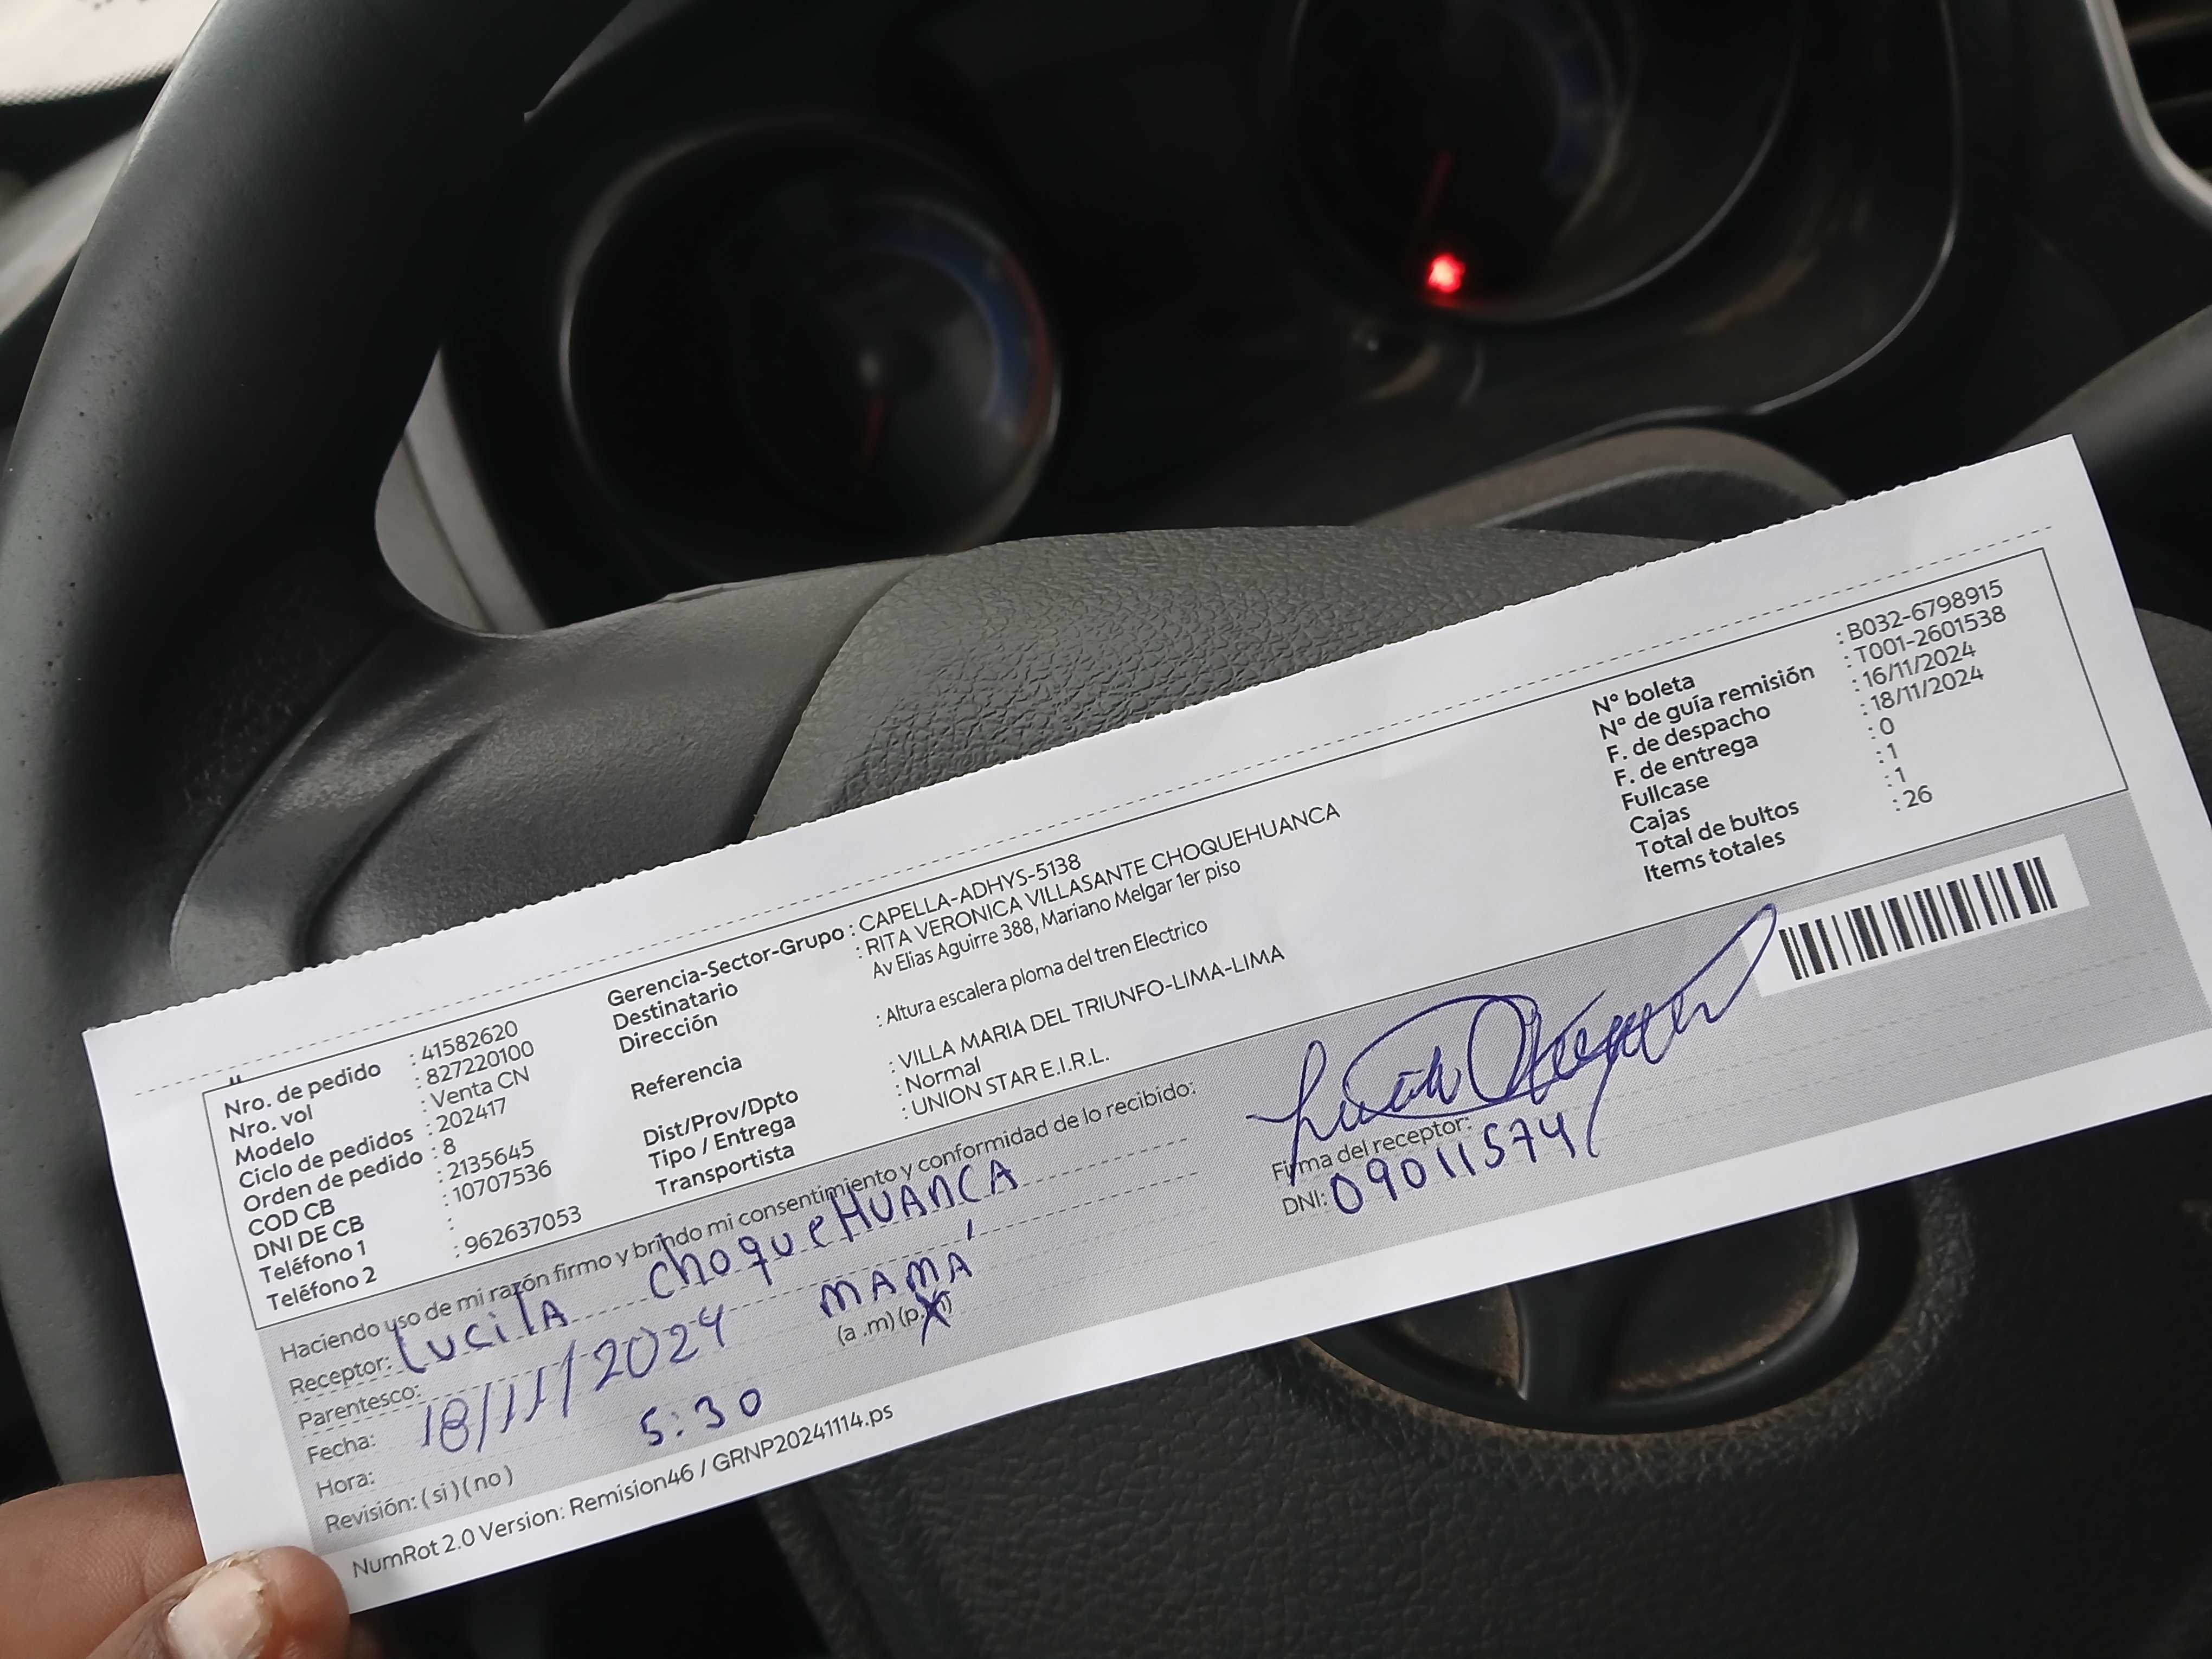 Nro. de pedido : 41582620
Nro. vol : 827220100
Modelo : Venta CN
Ciclo de pedidos : 202417
Orden de pedido : 8
COD CB : 2135645
DNI DE CB : 10707536
Teléfono 1 :
Teléfono 2 : 962637053
Gerencia-Sector-Grupo : CAPELLA-ADHYS-5138
Destinatario : RITA VERONICA VILLASANTE CHOQUEHUANCA
Dirección Av Elias Aguirre 388, Mariano Melgar 1er piso
Referencia : Altura escalera ploma del tren Electrico
Dist/Prov/Dpto : VILLA MARIA DEL TRIUNFO-LIMA-LIMA
Tipo / Entrega : Normal
Transportista : UNION STAR E.I.R.L.
N° boleta : B032-6798915
N° de guía remisión : T001-2601538
F. de despacho : 16/11/2024
F. de entrega : 18/11/2024
Fullcase : 0
Cajas : 1
Total de bultos : 1
Items totales : 26
Haciendo uso de mi razón firmo y brindo mi consentimiento y conformidad de lo recibido:
Receptor: LuciLA choqueHUANCA
Parentesco: MAMÁ
Fecha: 18/11/2024
Hora: 5:30 (a .m) (p.m)
Revisión: ( si ) ( no )
Firma del receptor:
DNI: 09011574
NumRot 2.0 Version: Remision46 / GRNP20241114.ps